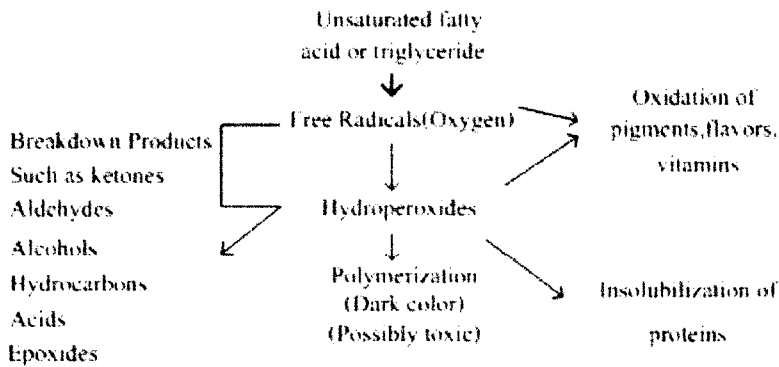 Unsaturated fatty
acid or triglyceride
Free Radicals(Oxygen)
Oxidation of
pigments,flavors,
vitamins
Breakdown Products
Such as ketones
Aldehydes
Alcohols
Hydrocarbons
Acids
Epoxides
Hydroperoxides
Polymerization
(Dark color)
(Possibly toxic)
Insolubilization of
proteins